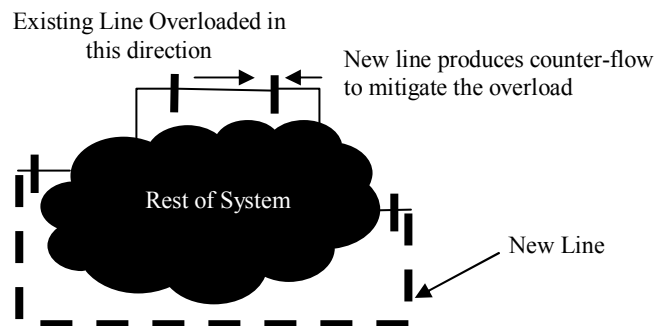 Existing Line Overloaded in
this direction
New line produces counter-flow
to mitigate the overload
Rest of System
New Line